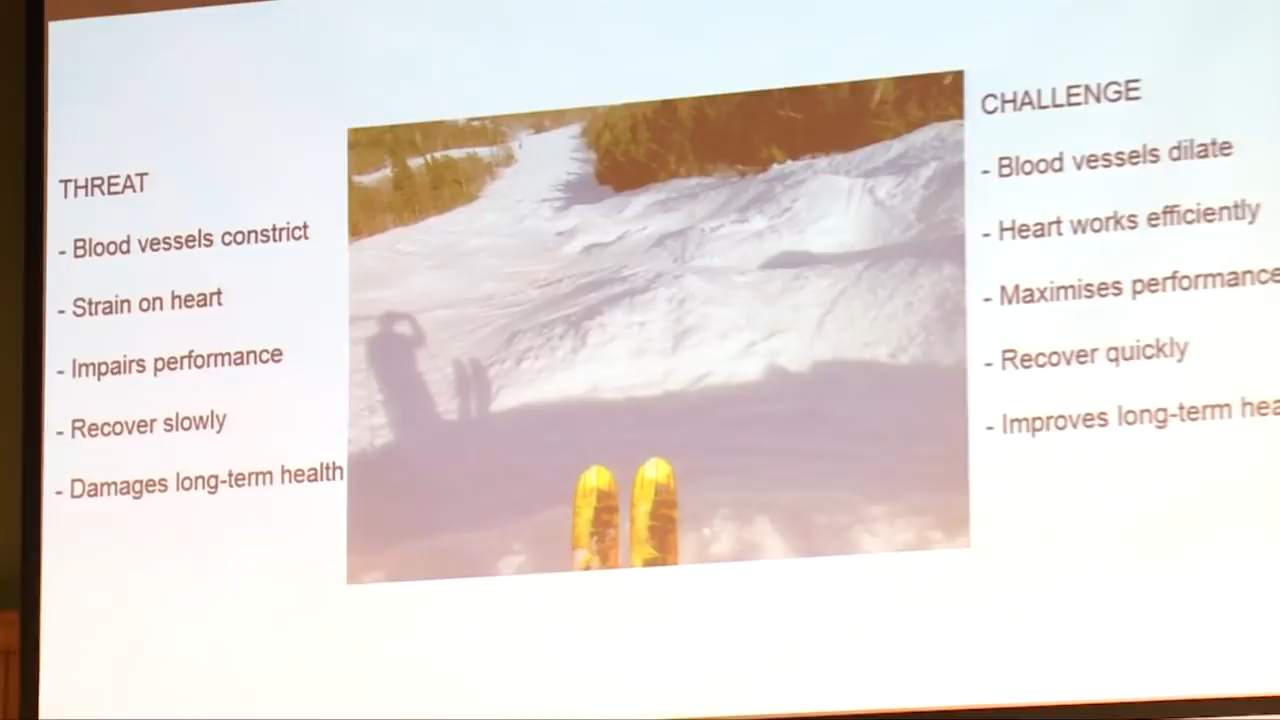 THREAT
- Blood vessels constrict
- Strain on heart
- Impairs performance
- Recover slowly
- Damages long-term health
CHALLENGE
- Blood vessels dilate
- Heart works efficiently
- Maximises performance
- Recover quickly
- Improves long-term